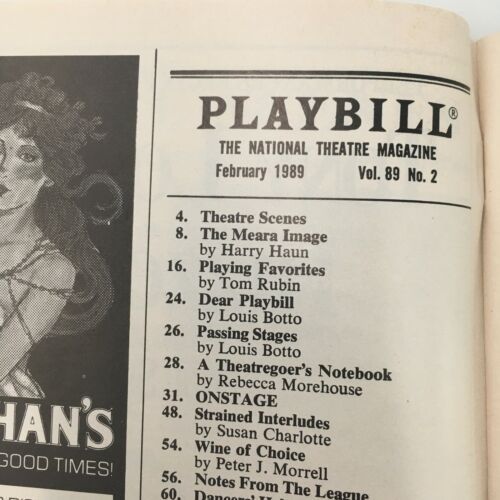 PLAYBILL®
THE NATIONAL THEATRE MAGAZINE
February 1989 Vol. 89 No. 2
4. Theatre Scenes
8. The Meara Image
by Harry Haun
16. Playing Favorites
by Tom Rubin
24. Dear Playbill
by Louis Botto
26. Passing Stages
by Louis Botto
28. A Theatregoer's Notebook
by Rebecca Morehouse
31. ONSTAGE
48. Strained Interludes
by Susan Charlotte
54. Wine of Choice
by Peter J. Morrell
56. Notes From The League
60. Dancers'
HAN'S
GOOD TIMES!